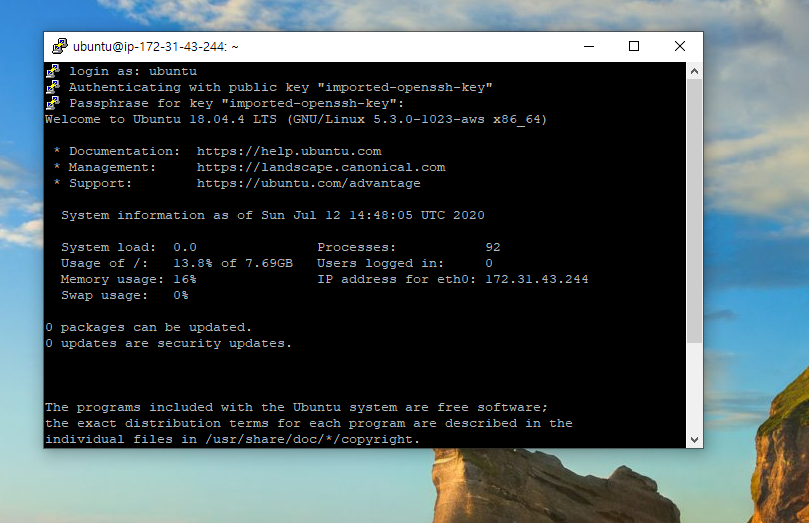 ubuntu@ip-172-31-43-244: ~
login as: ubuntu
Authenticating with public key "imported-openssh-key"
Passphrase for key "imported-openssh-key":
Welcome to Ubuntu 18.04.4 LTS (GNU/Linux 5.3.0-1023-aws x86_64)
* Documentation:  https://help.ubuntu.com
* Management:     https://landscape.canonical.com
* Support:        https://ubuntu.com/advantage
System information as of Sun Jul 12 14:48:05 UTC 2020
System load:  0.0               Processes:           92
Usage of /:   13.8% of 7.69GB   Users logged in:     0
Memory usage: 16%               IP address for eth0: 172.31.43.244
Swap usage:   0%
0 packages can be updated.
0 updates are security updates.
The programs included with the Ubuntu system are free software;
the exact distribution terms for each program are described in the
individual files in /usr/share/doc/*/copyright.